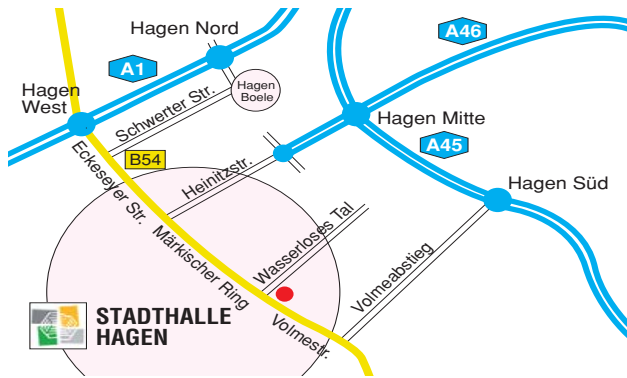 Hagen Nord
A46
A1
Hagen
West
Hagen
Boele
Schwerter Str.
Hagen Mitte
A45
B54
Eckeseyer Str.
Heinitzstr.
Hagen Süd
Märkischer Ring
Wasserloses Tal
Volmeabstieg
STADTHALLE
HAGEN
Volmestr.